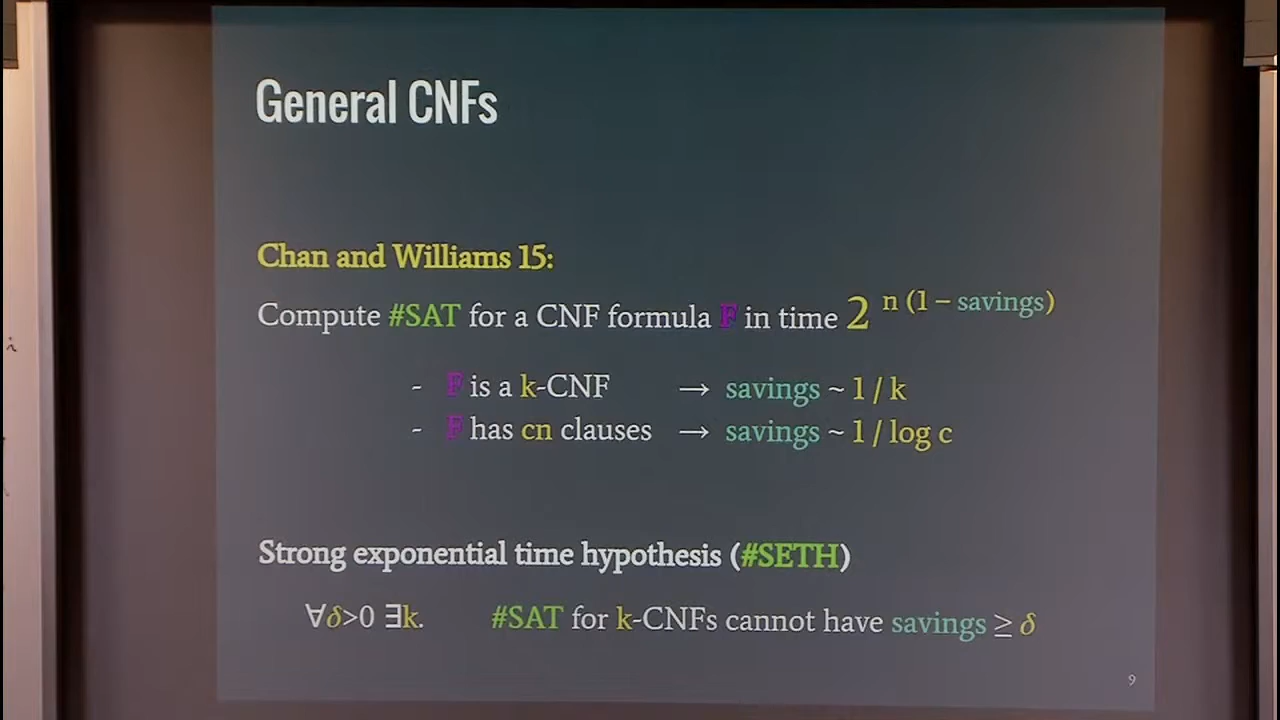 General CNFs
Chan and Williams 15:
Compute #SAT for a CNF formula F in time 2^{n (1 – savings)}
- F is a k-CNF → savings ~ 1 / k
- F has cn clauses → savings ~ 1 / log c
Strong exponential time hypothesis (#SETH)
∀δ>0 ∃k. #SAT for k-CNFs cannot have savings ≥ δ
9